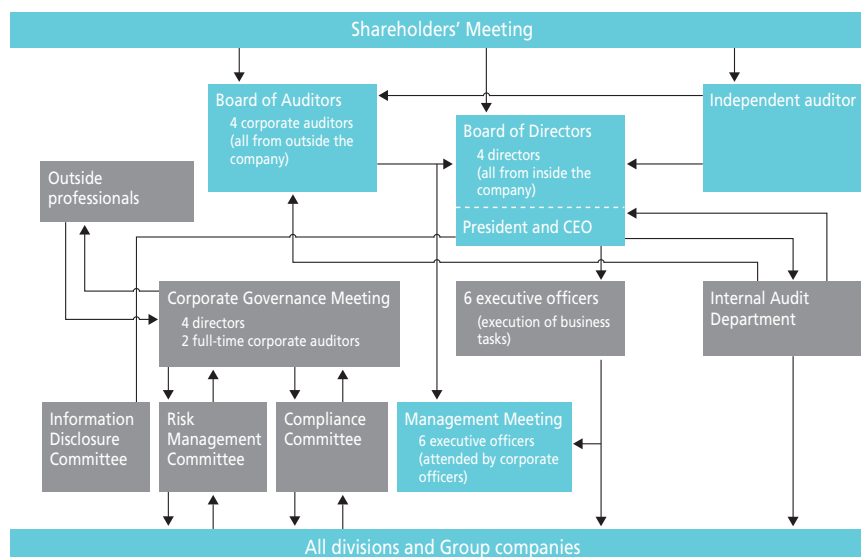 Shareholders’ Meeting
Board of Auditors
4 corporate auditors
(all from outside the
company)
Independent auditor
Board of Directors
4 directors
(all from inside the
company)
President and CEO
Outside
professionals
Corporate Governance Meeting
4 directors
2 full-time corporate auditors
6 executive officers
(execution of business
tasks)
Internal Audit
Department
Information
Disclosure
Committee
Risk
Management
Committee
Compliance
Committee
Management Meeting
6 executive officers
(attended by corporate
officers)
All divisions and Group companies